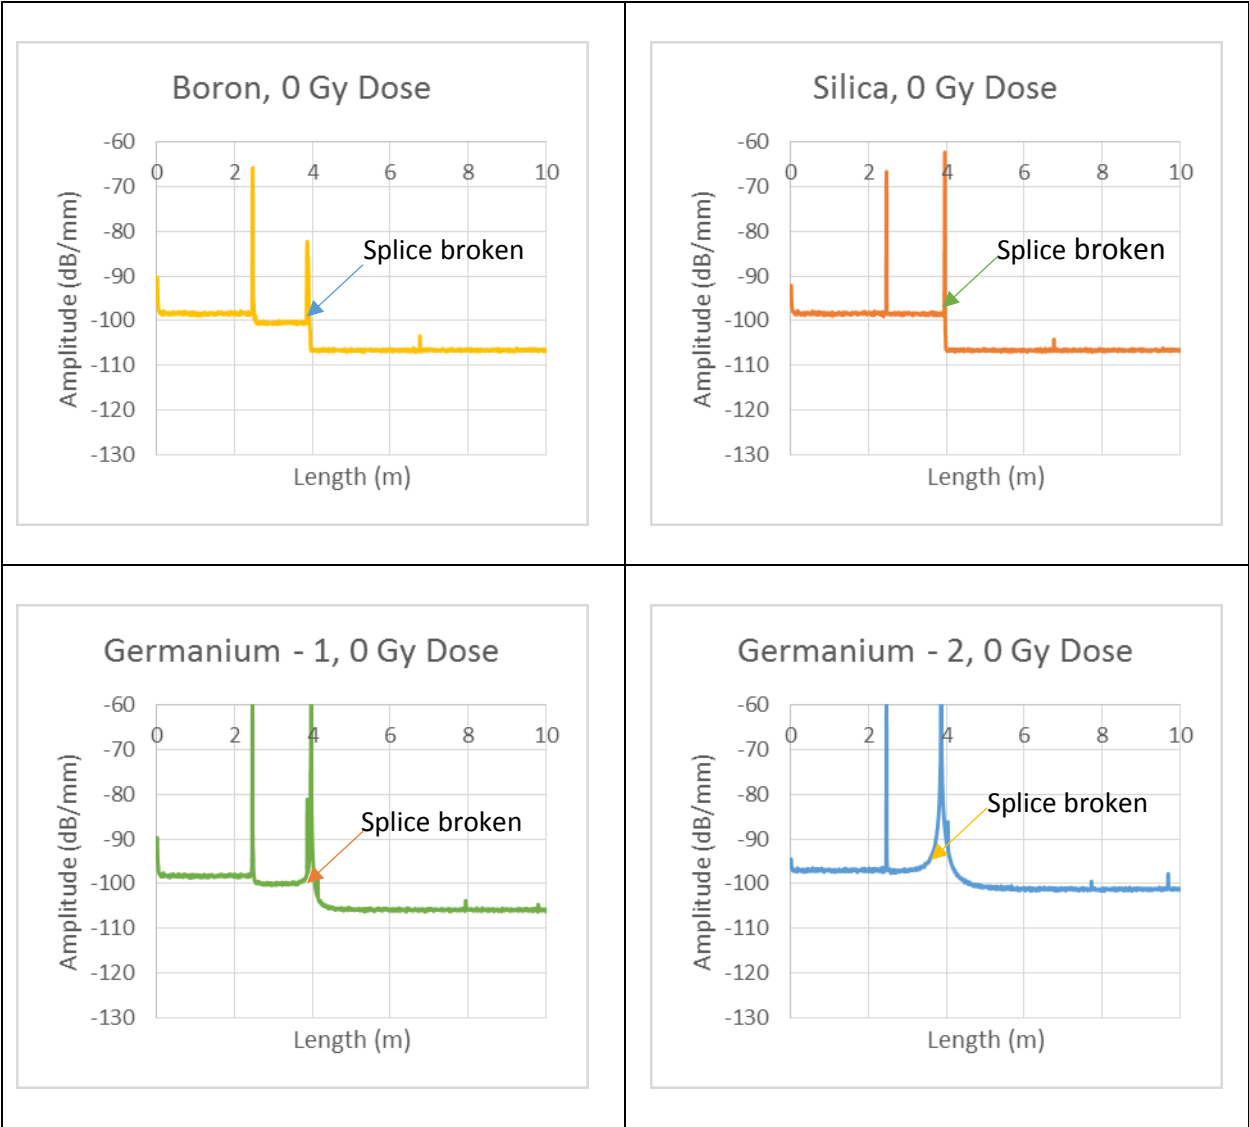 Boron, 0 Gy Dose
-60
0 2 4 6 8 10
-70
-80
Splice broken
-90
-100
-110
-120
-130
Amplitude (dB/mm)
Length (m)
Silica, 0 Gy Dose
-60
0 2 4 6 8 10
-70
-80
Splice broken
-90
-100
-110
-120
-130
Amplitude (dB/mm)
Length (m)
Germanium - 1, 0 Gy Dose
-60
0 2 4 6 8 10
-70
-80
Splice broken
-90
-100
-110
-120
-130
Amplitude (dB/mm)
Length (m)
Germanium - 2, 0 Gy Dose
-60
0 2 4 6 8 10
-70
-80
Splice broken
-90
-100
-110
-120
-130
Amplitude (dB/mm)
Length (m)